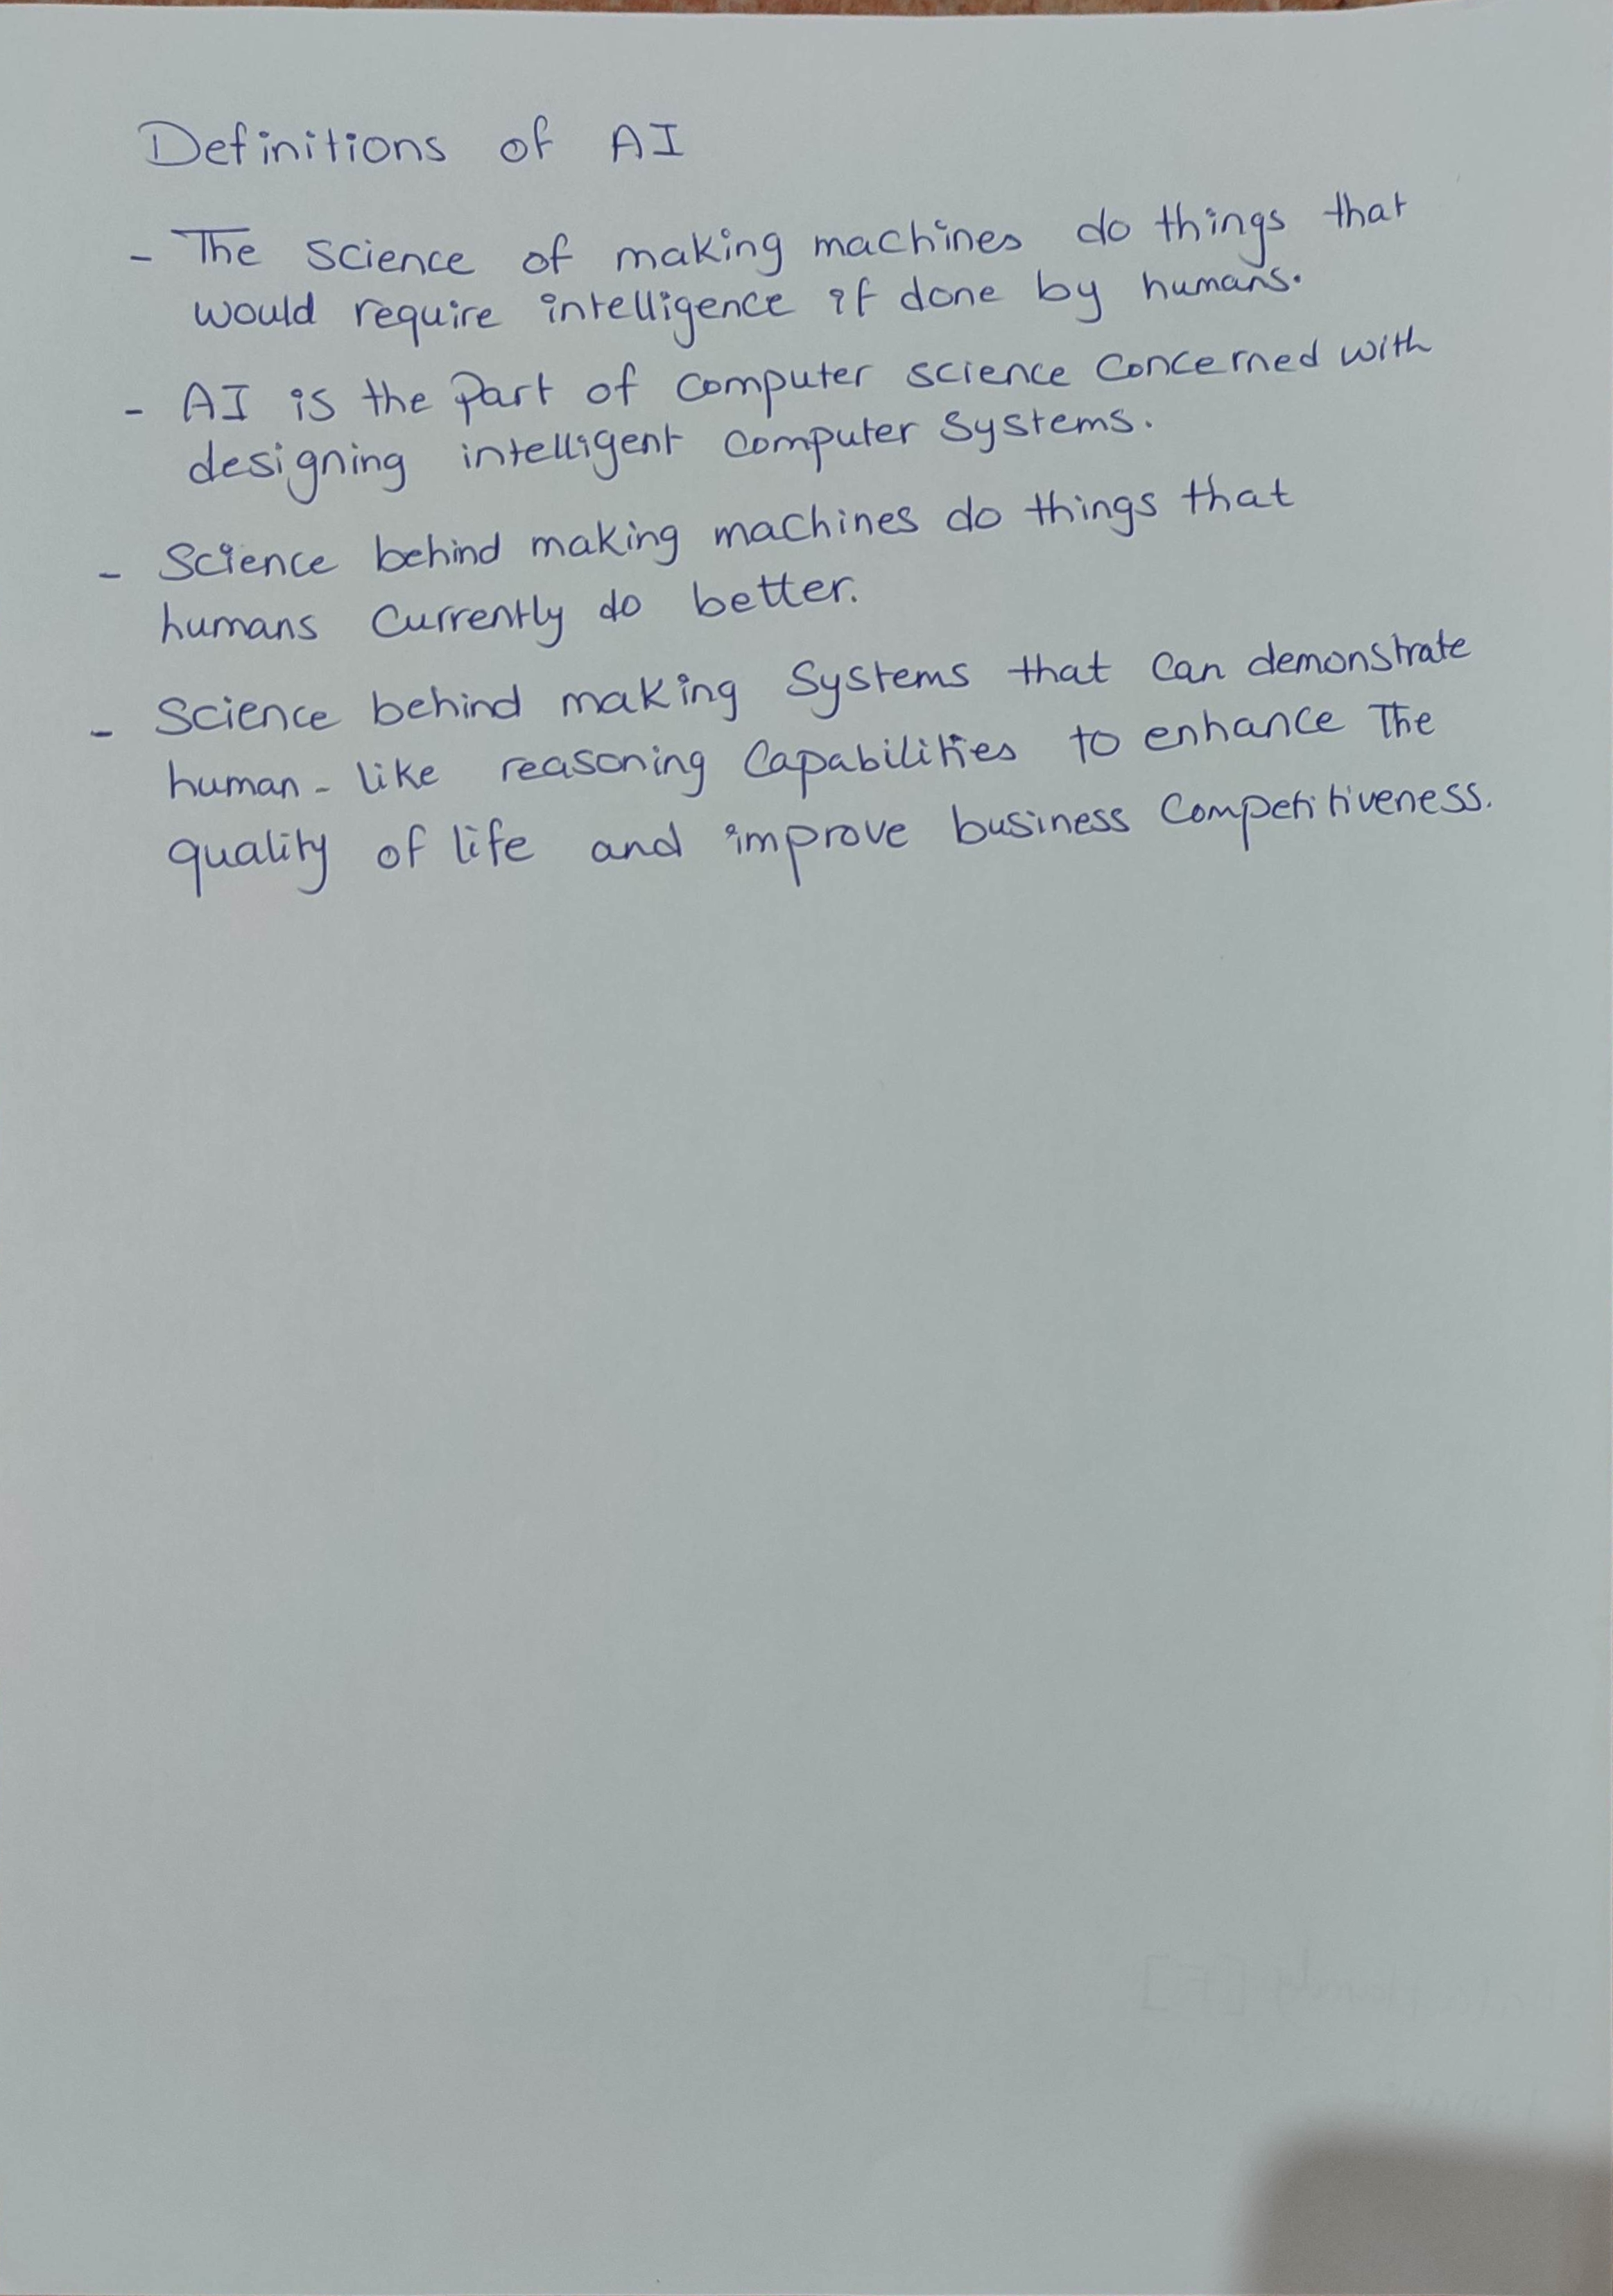 Definitions of AI
- The science of making machines do things that
would require intelligence if done by humans.
- AI is the Part of computer science concerned with
designing intelligent computer systems.
- Science behind making machines do things that
humans currently do better.
- Science behind making systems that can demonstrate
human-like reasoning capabilities to enhance The
quality of life and improve business competitiveness.